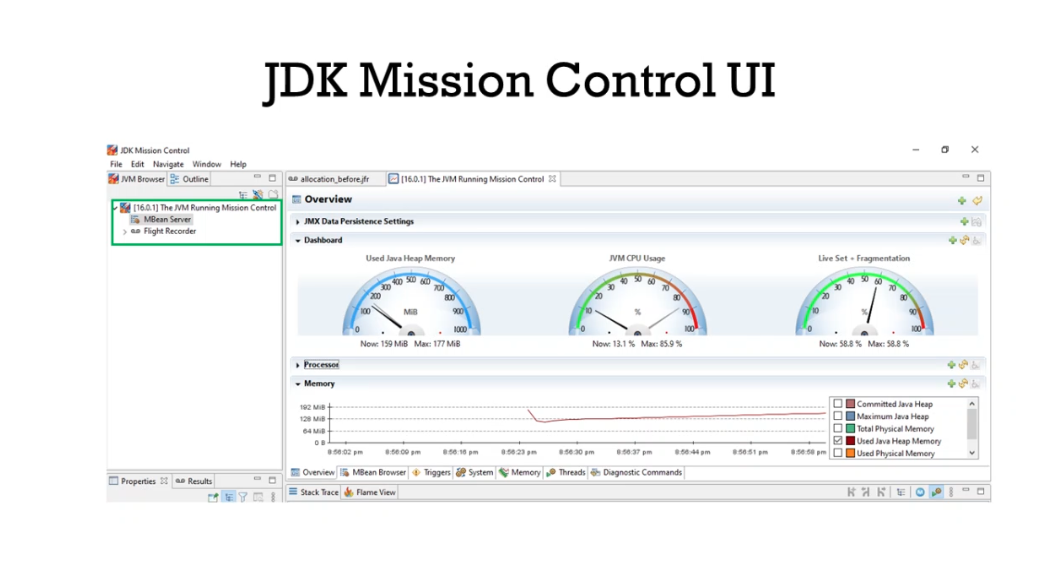 JDK Mission Control UI
JDK Mission Control
File Edit Navigate Window Help
JVM Browser Outline
allocation_before.jfr [16.0.1] The JVM Running Mission Control
[16.0.1] The JVM Running Mission Control
MBean Server
Flight Recorder
Overview
JMX Data Persistence Settings
Dashboard
Used Java Heap Memory
0 100 200 300 400 500 600 700 800 900 1000
MiB
Now: 159 MiB Max: 177 MiB
JVM CPU Usage
0 10 20 30 40 50 60 70 80 90 100
%
Now: 13.1 % Max: 85.9 %
Live Set + Fragmentation
0 10 20 30 40 50 60 70 80 90 100
%
Now: 58.8 % Max: 58.8 %
Processor
Memory
192 MiB
128 MiB
64 MiB
0 B
8:56:02 pm 8:56:09 pm 8:56:16 pm 8:56:23 pm 8:56:30 pm 8:56:37 pm 8:56:44 pm 8:56:51 pm 8:56:58 pm
Committed Java Heap
Maximum Java Heap
Total Physical Memory
Used Java Heap Memory
Used Physical Memory
Overview MBean Browser Triggers System Memory Threads Diagnostic Commands
Properties Results
Stack Trace Flame View